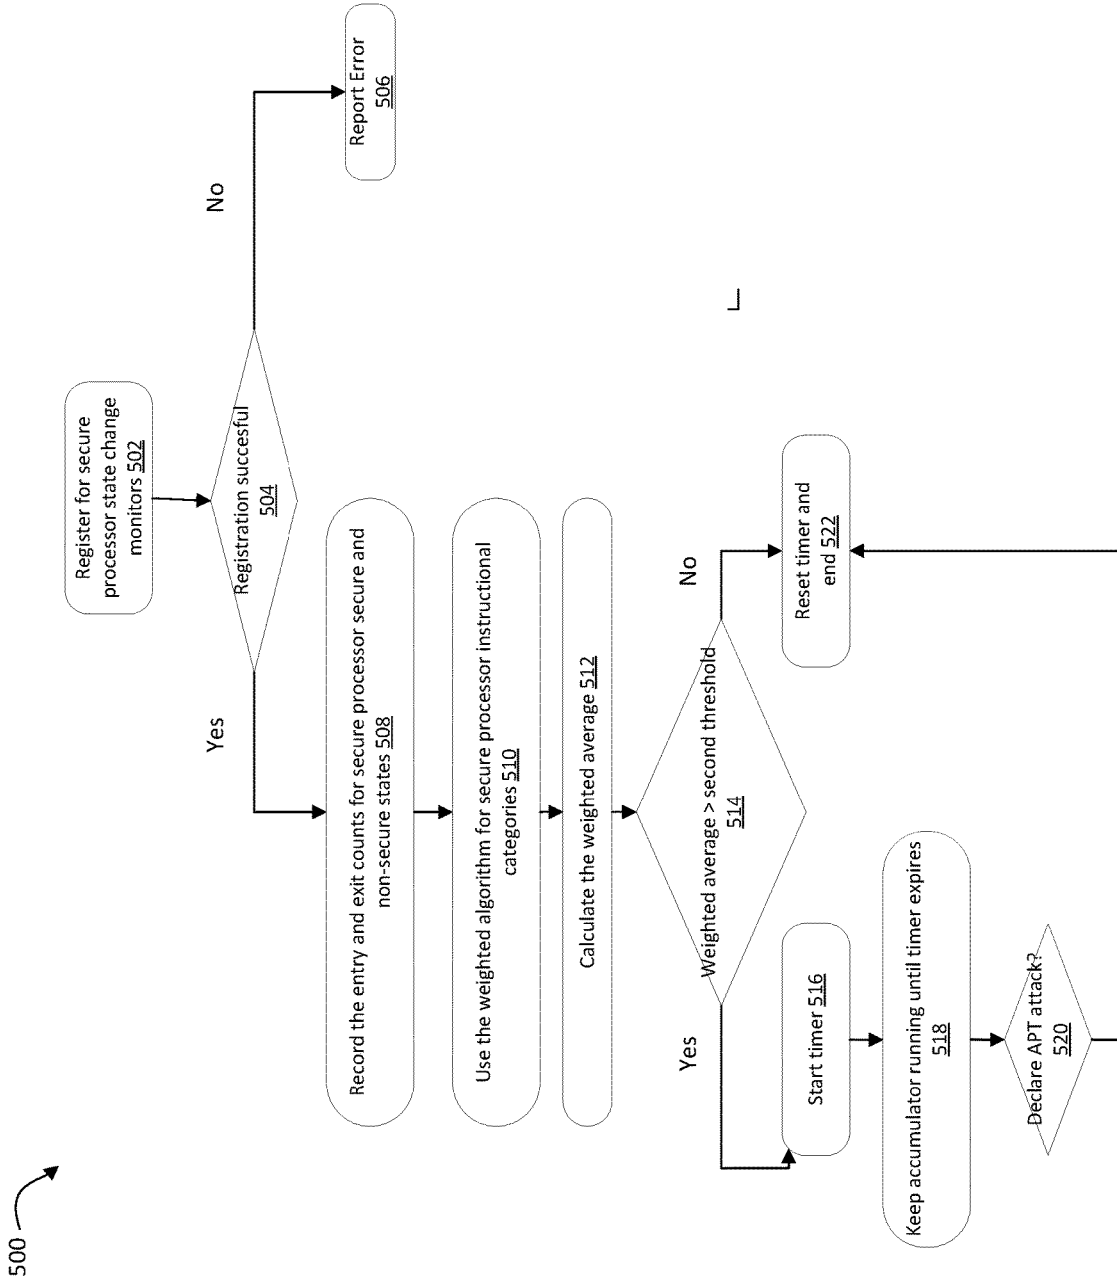 500
Register for secure
processor state change
monitors 502
Registration succesful
504
No
Report Error
506
Yes
Record the entry and exit counts for secure processor secure and
non-secure states 508
Use the weighted algorithm for secure processor instructional
categories 510
Calculate the weighted average 512
Weighted average > second threshold
514
No
Reset timer and
end 522
Yes
Start timer 516
Keep accumulator running until timer expires
518
Declare APT attack?
520